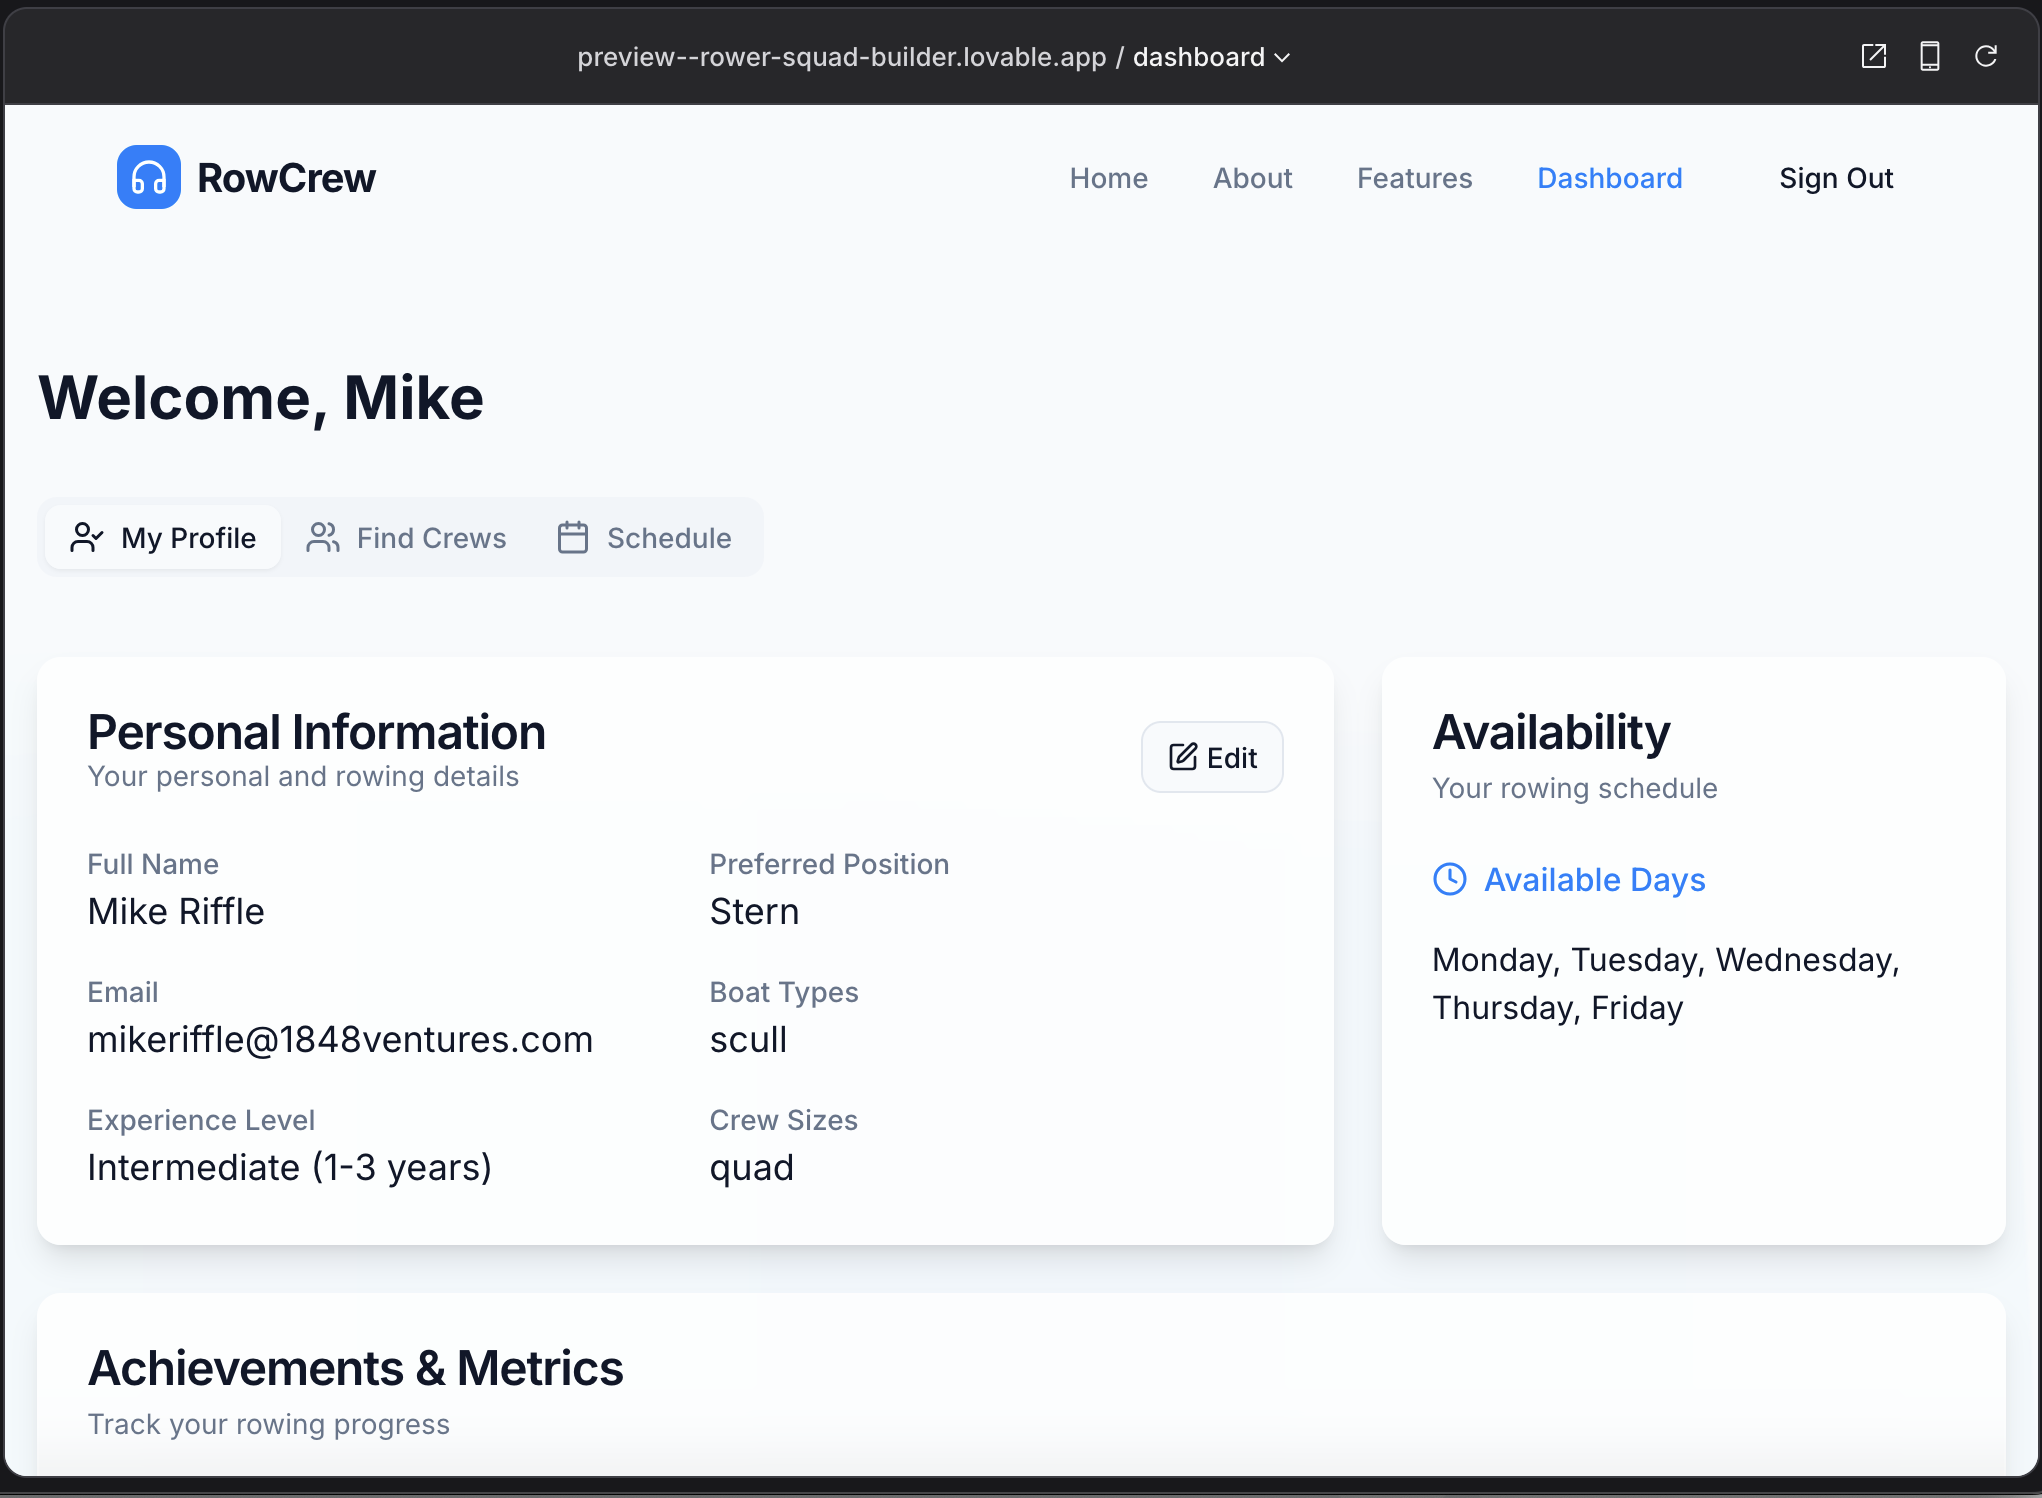 preview--rower-squad-builder.lovable.app / dashboard
RowCrew
Home About Features Dashboard Sign Out
Welcome, Mike
My Profile Find Crews Schedule
Personal Information
Your personal and rowing details
Edit
Full Name
Mike Riffle
Preferred Position
Stern
Email
mikeriffle@1848ventures.com
Boat Types
scull
Experience Level
Intermediate (1-3 years)
Crew Sizes
quad
Availability
Your rowing schedule
Available Days
Monday, Tuesday, Wednesday,
Thursday, Friday
Achievements & Metrics
Track your rowing progress